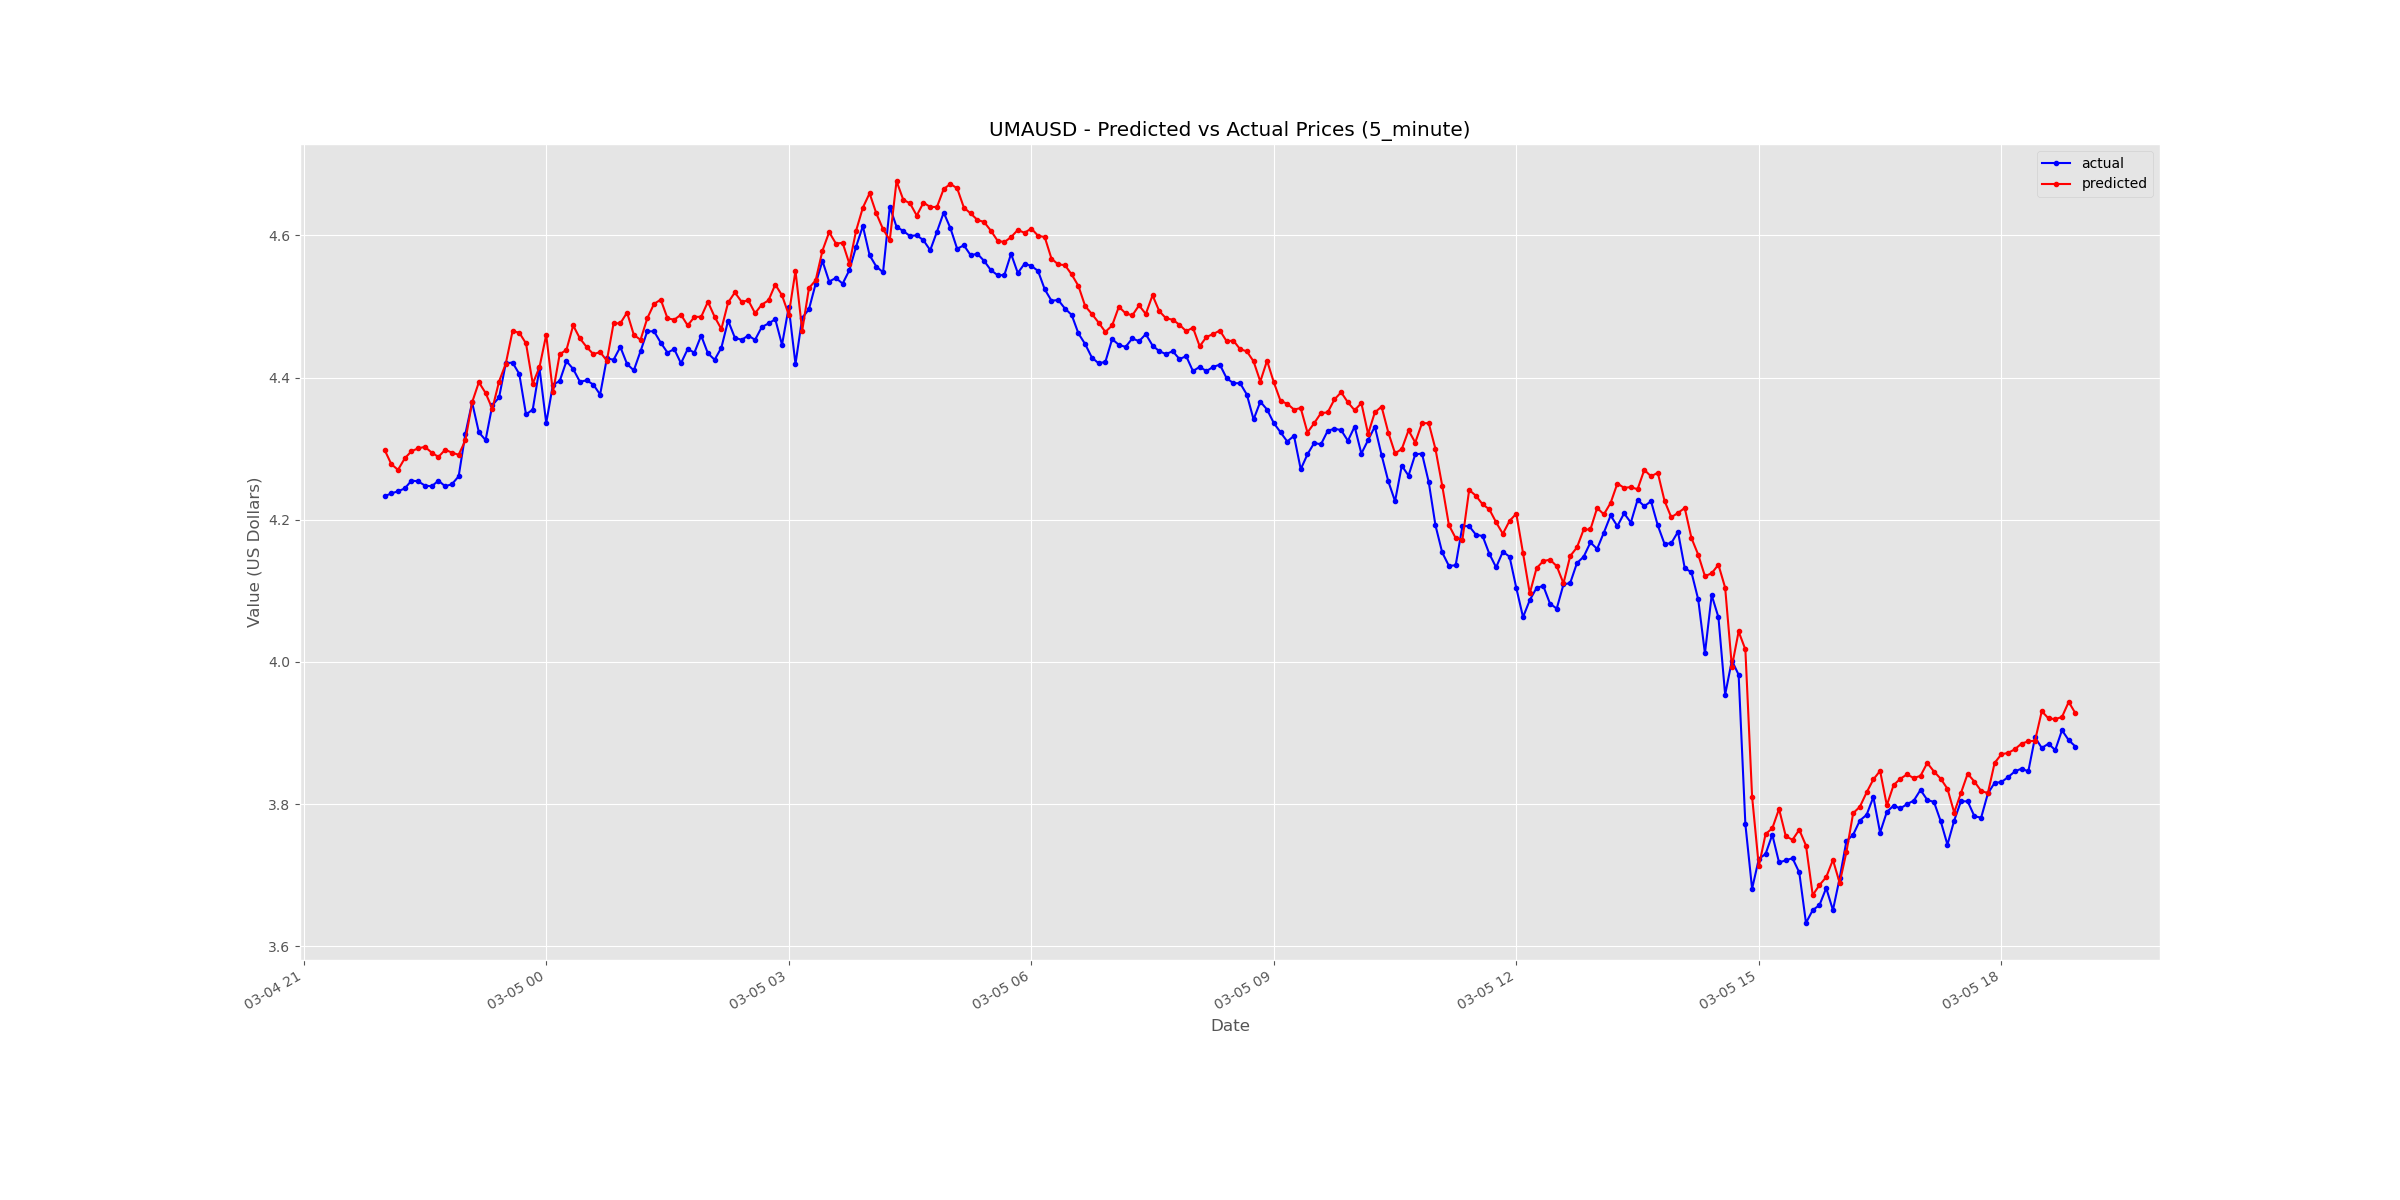 UMAUSD - Predicted vs Actual Prices (5_minute)
actual
predicted
Value (US Dollars)
4.6
4.4
4.2
4.0
3.8
3.6
03-04 21
03-05 00
03-05 03
03-05 06
03-05 09
03-05 12
03-05 15
03-05 18
Date